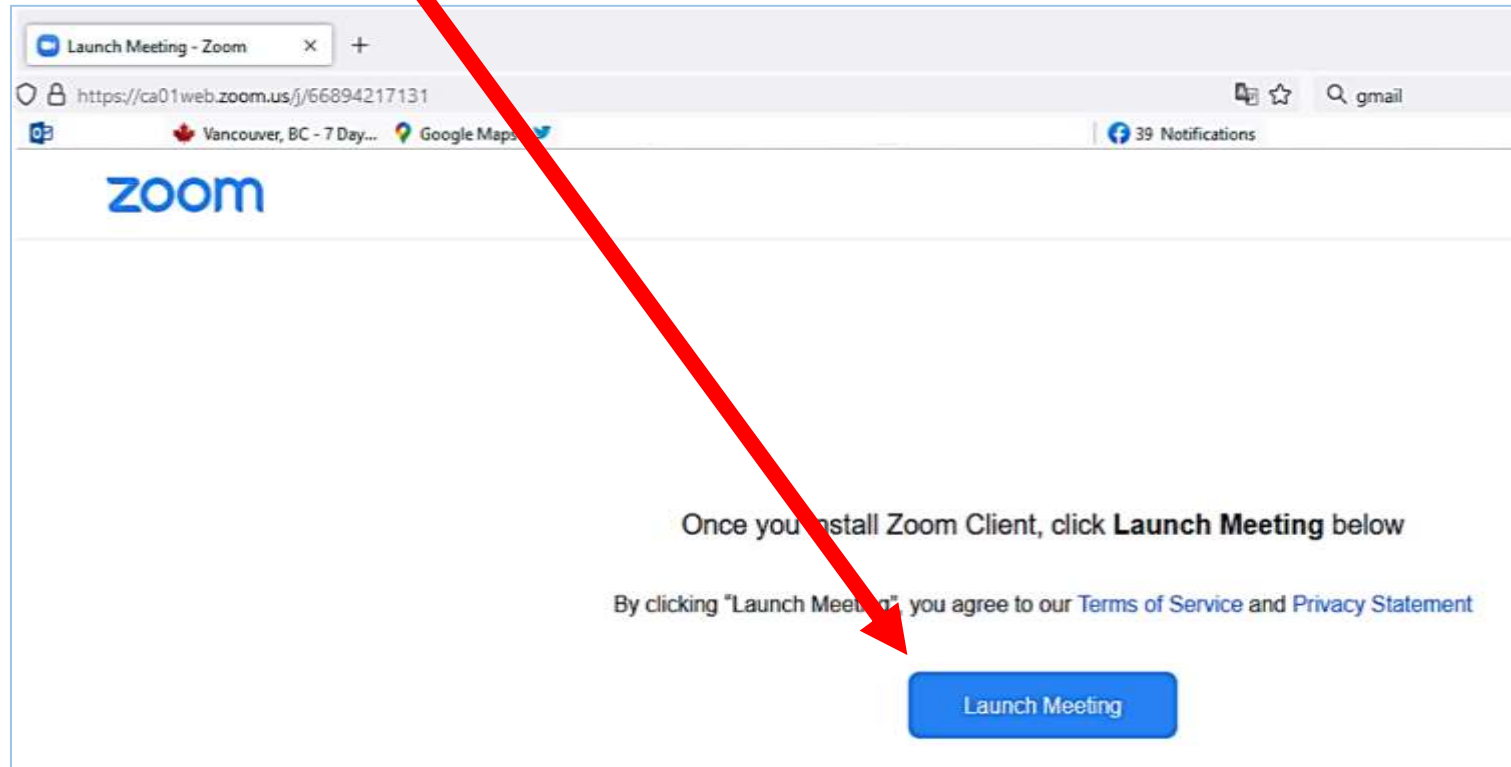 Launch Meeting - Zoom
https://ca01web.zoom.us/j/66894217131 gmail
Vancouver, BC - 7 Day... Google Maps 39 Notifications
zoom
Once you install Zoom Client, click Launch Meeting below
By clicking "Launch Meeting", you agree to our Terms of Service and Privacy Statement
Launch Meeting